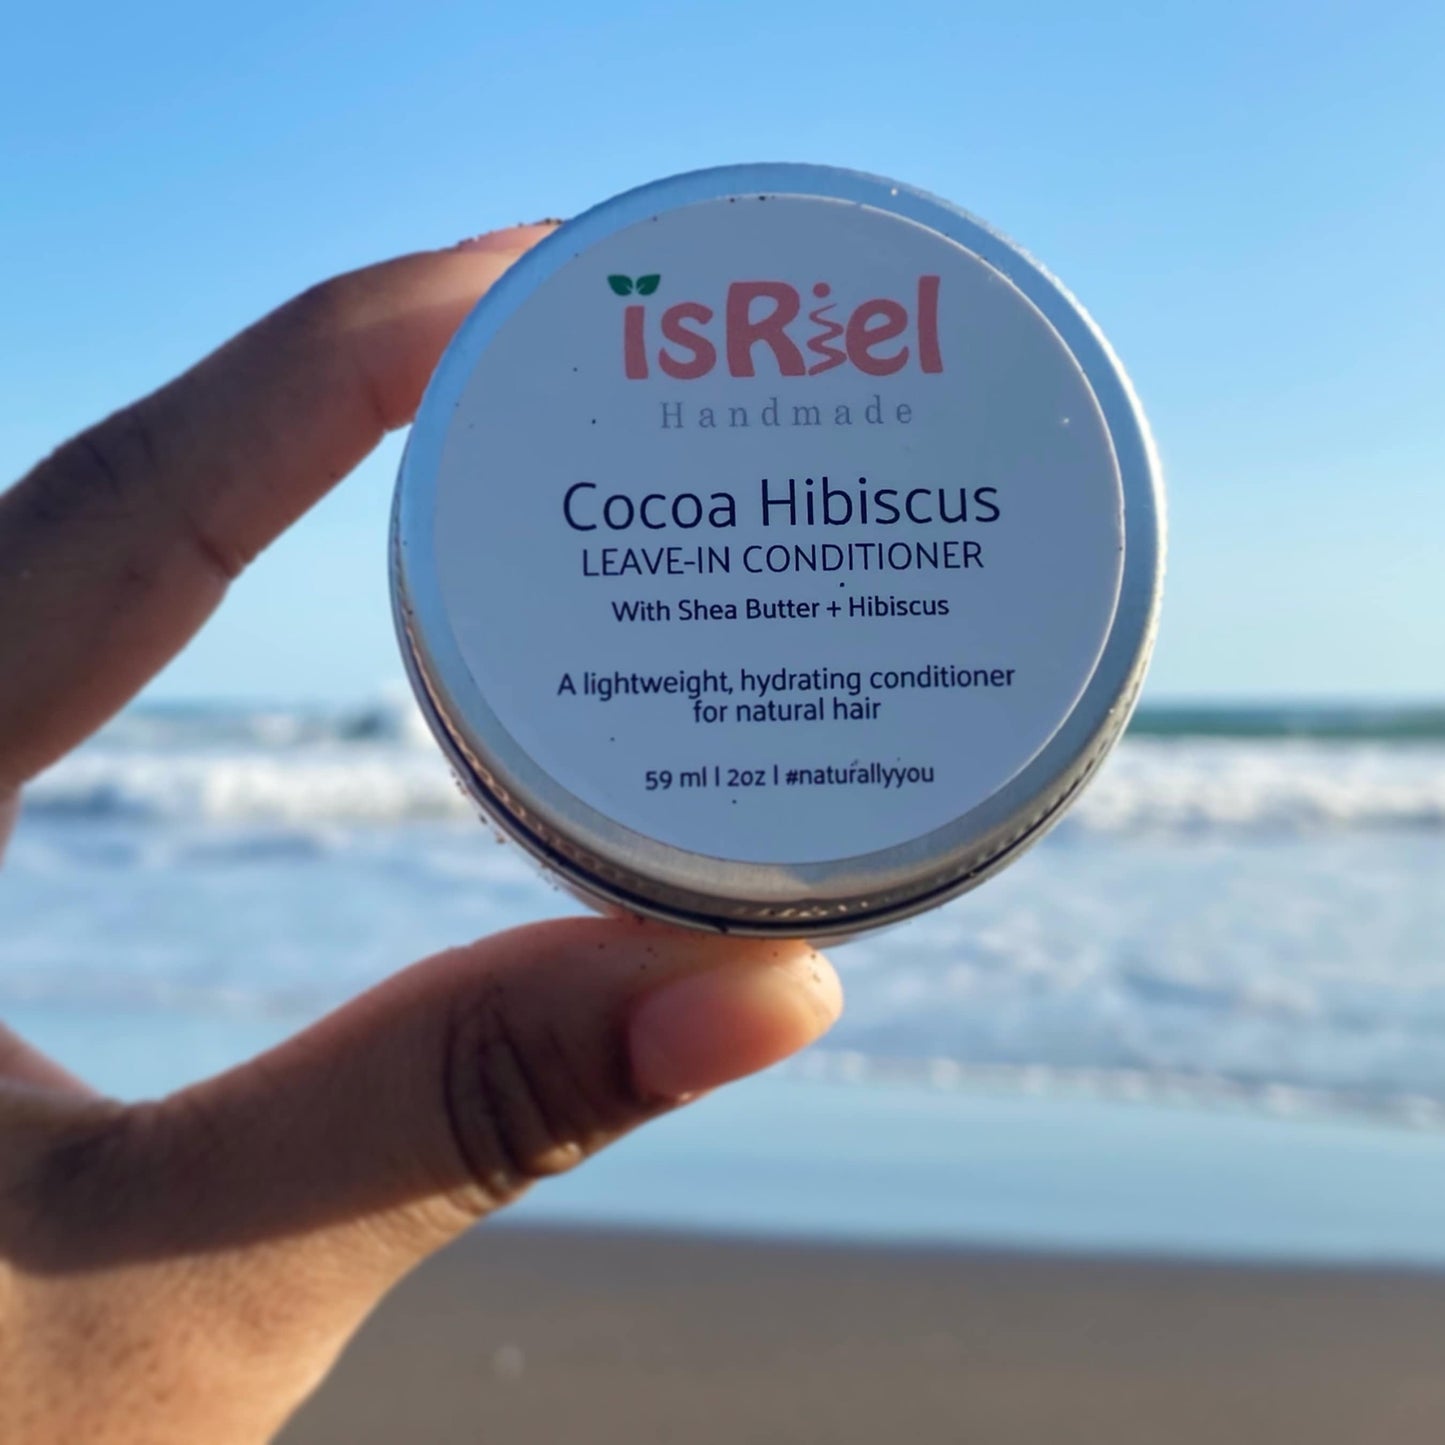 isRiel
Handmade
Cocoa Hibiscus
LEAVE-IN CONDITIONER
With Shea Butter + Hibiscus
A lightweight, hydrating conditioner
for natural hair
59 ml | 2oz | #naturallyyou